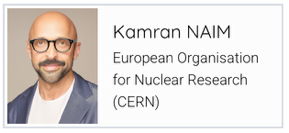 Kamran NAIM
European Organisation
for Nuclear Research
(CERN)